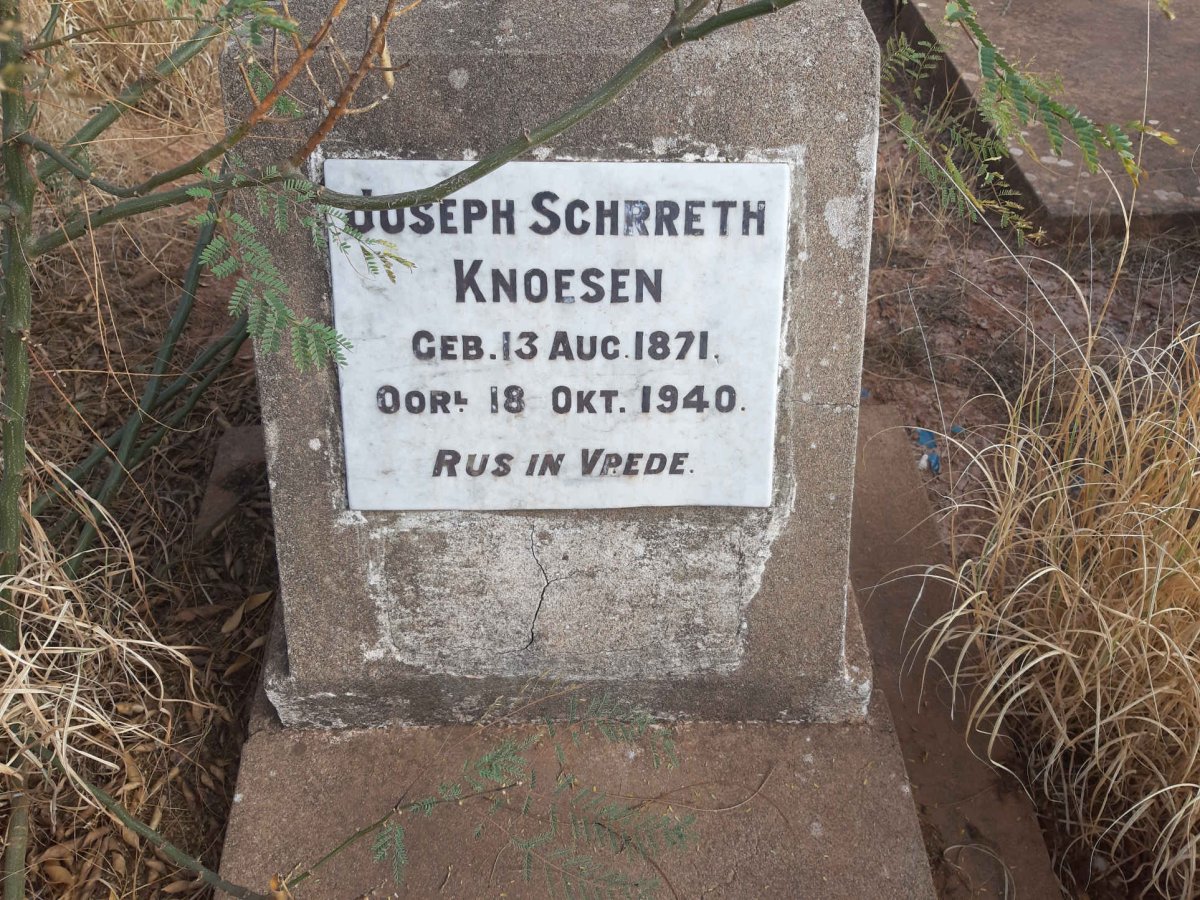 JOSEPH SCHRRETH
KNOESEN
GEB. 13 AUG. 1871.
OORL 18 OKT. 1940.
RUS IN VREDE.